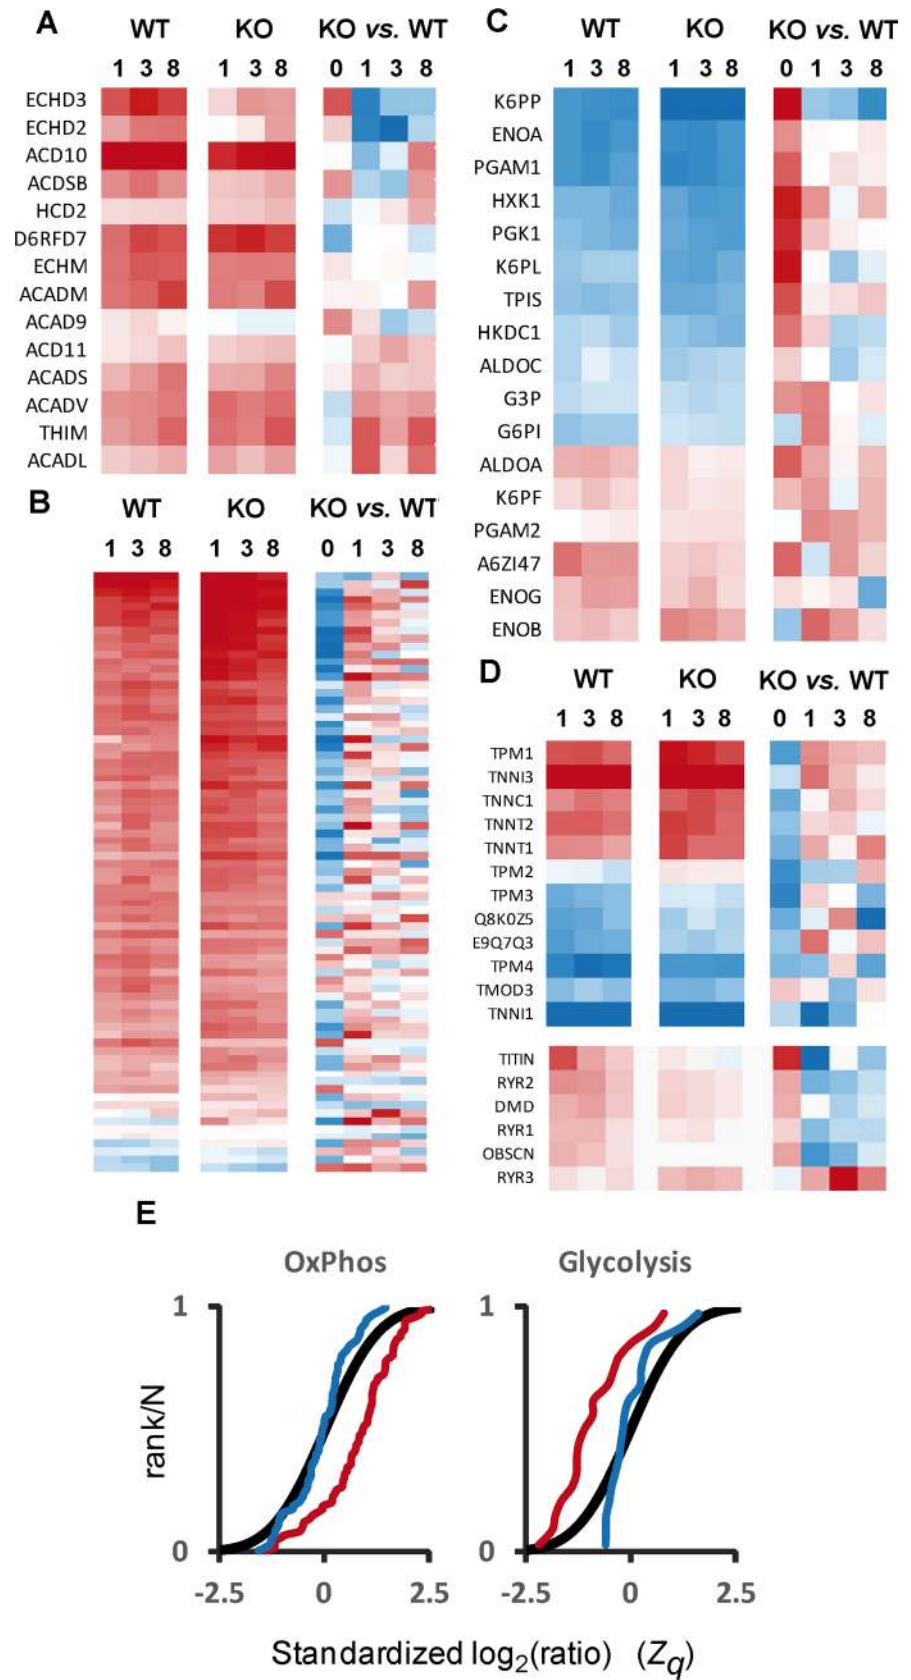 A
WT KO KO vs. WT
1 3 8 1 3 8 0 1 3 8
ECHD3
ECHD2
ACD10
ACDSB
HCD2
D6RFD7
ECHM
ACADM
ACAD9
ACD11
ACADS
ACADV
THIM
ACADL
B
WT KO KO vs. WT
1 3 8 1 3 8 0 1 3 8
C
WT KO KO vs. WT
1 3 8 1 3 8 0 1 3 8
K6PP
ENOA
PGAM1
HXK1
PGK1
K6PL
TPIS
HKDC1
ALDOC
G3P
G6PI
ALDOA
K6PF
PGAM2
A6ZI47
ENOG
ENOB
D
WT KO KO vs. WT
1 3 8 1 3 8 0 1 3 8
TPM1
TNNI3
TNNC1
TNNT2
TNNT1
TPM2
TPM3
Q8K0Z5
E9Q7Q3
TPM4
TMOD3
TNNI1
TITIN
RYR2
DMD
RYR1
OBSCN
RYR3
E
OxPhos Glycolysis
1
rank/N
0
-2.5 0 2.5 -2.5 0 2.5
Standardized log2(ratio) (Zq)